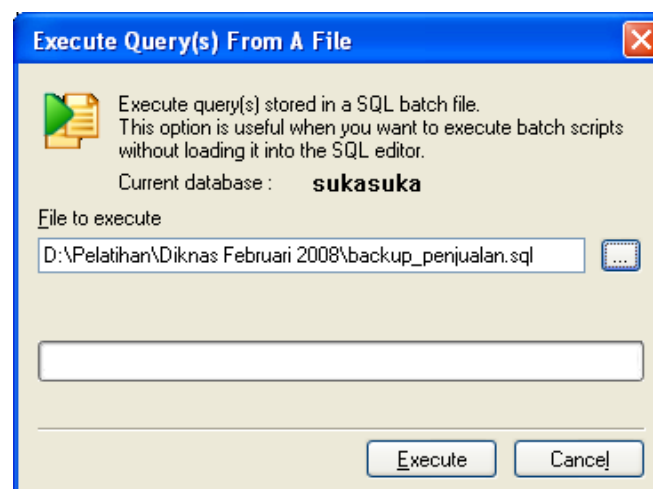 Execute Query(s) From A File
Execute query(s) stored in a SQL batch file.
This option is useful when you want to execute batch scripts
without loading it into the SQL editor.
Current database : sukasuka
File to execute
D:\Pelatihan\Diknas Februari 2008\backup_penjualan.sql
...
Execute Cancel